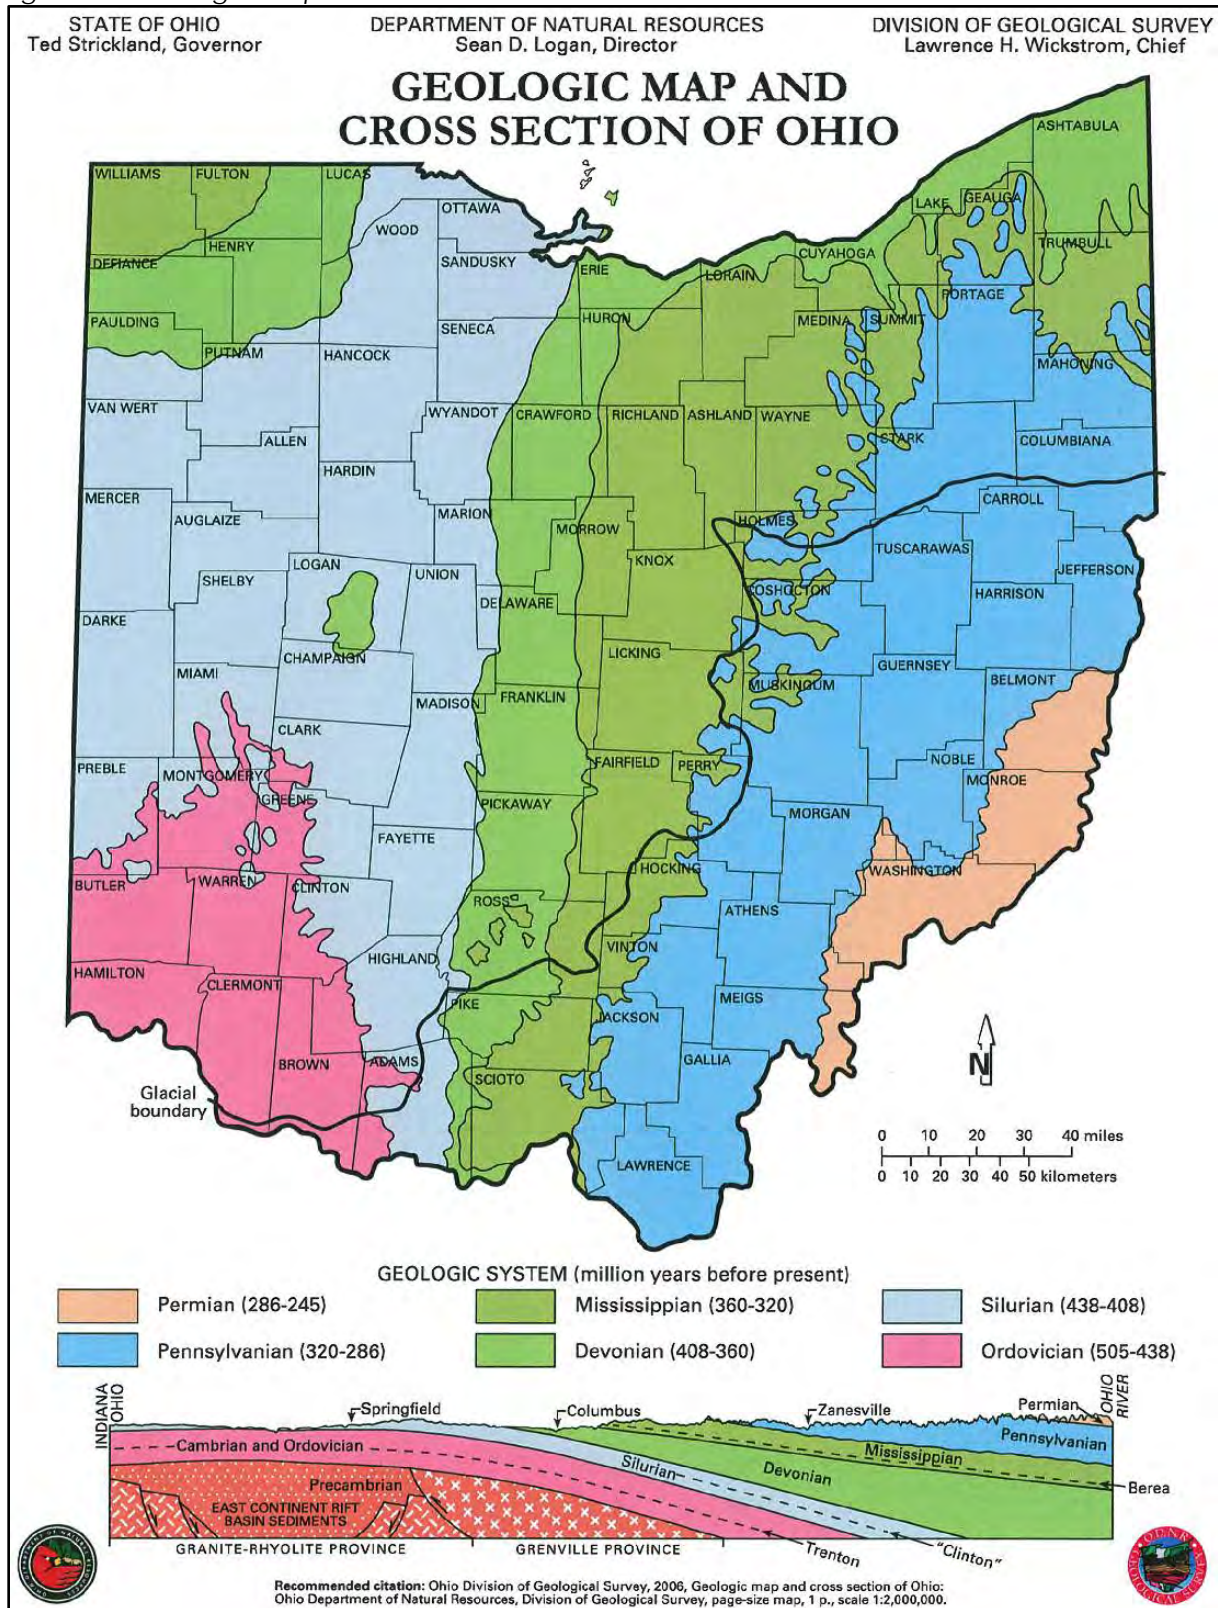 STATE OF OHIO
Ted Strickland, Governor
DEPARTMENT OF NATURAL RESOURCES
Sean D. Logan, Director
DIVISION OF GEOLOGICAL SURVEY
Lawrence H. Wickstrom, Chief
GEOLOGIC MAP AND
CROSS SECTION OF OHIO
ASHTABULA
WILLIAMS
FULTON
LUCAS
LAKE
GEAUGA
OTTAWA
WOOD
HENRY
TRUMBULL
DEFIANCE
SANDUSKY
ERIE
LORAIN
CUYAHOGA
PORTAGE
PAULDING
SENECA
HURON
MEDINA
SUMMIT
PUTNAM
HANCOCK
MAHONING
VAN WERT
WYANDOT
CRAWFORD
RICHLAND
ASHLAND
WAYNE
ALLEN
STARK
COLUMBIANA
HARDIN
MERCER
CARROLL
AUGLAIZE
MARION
MORROW
HOLMES
TUSCARAWAS
LOGAN
UNION
KNOX
JEFFERSON
SHELBY
DELAWARE
COSHOCTON
HARRISON
DARKE
CHAMPAIGN
LICKING
GUERNSEY
MIAMI
MUSKINGUM
BELMONT
MADISON
FRANKLIN
CLARK
PREBLE
MONTGOMERY
FAIRFIELD
PERRY
NOBLE
MONROE
GREENE
PICKAWAY
MORGAN
FAYETTE
BUTLER
WARREN
CLINTON
HOCKING
WASHINGTON
ROSS
ATHENS
HAMILTON
HIGHLAND
VINTON
CLERMONT
PIKE
MEIGS
JACKSON
BROWN
ADAMS
GALLIA
SCIOTO
Glacial
boundary
LAWRENCE
N
0 10 20 30 40 miles
0 10 20 30 40 50 kilometers
GEOLOGIC SYSTEM (million years before present)
Permian (286-245)
Mississippian (360-320)
Silurian (438-408)
Pennsylvanian (320-286)
Devonian (408-360)
Ordovician (505-438)
INDIANA
OHIO
Springfield
Columbus
Zanesville
Permian
OHIO
RIVER
Cambrian and Ordovician
Silurian
Devonian
Mississippian
Pennsylvanian
Precambrian
EAST CONTINENT RIFT
BASIN SEDIMENTS
Berea
GRANITE-RHYOLITE PROVINCE
GRENVILLE PROVINCE
Trenton
"Clinton"
Recommended citation: Ohio Division of Geological Survey, 2006, Geologic map and cross section of Ohio:
Ohio Department of Natural Resources, Division of Geological Survey, page-size map, 1 p., scale 1:2,000,000.